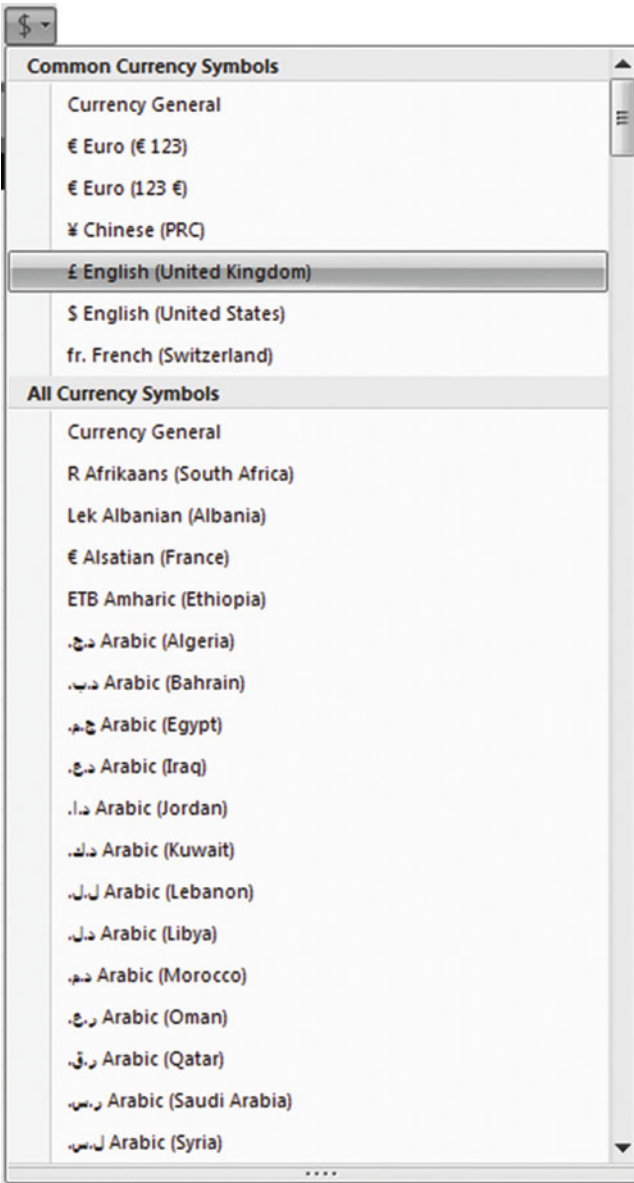 $
Common Currency Symbols
Currency General
€ Euro (€ 123)
€ Euro (123 €)
¥ Chinese (PRC)
£ English (United Kingdom)
$ English (United States)
fr. French (Switzerland)
All Currency Symbols
Currency General
R Afrikaans (South Africa)
Lek Albanian (Albania)
€ Alsatian (France)
ETB Amharic (Ethiopia)
د.ج. Arabic (Algeria)
د.ب. Arabic (Bahrain)
ج.م. Arabic (Egypt)
د.ع. Arabic (Iraq)
د.ا. Arabic (Jordan)
د.ك. Arabic (Kuwait)
ل.ل. Arabic (Lebanon)
د.ل. Arabic (Libya)
د.م. Arabic (Morocco)
ر.ع. Arabic (Oman)
ر.ق. Arabic (Qatar)
ر.س. Arabic (Saudi Arabia)
ل.س. Arabic (Syria)